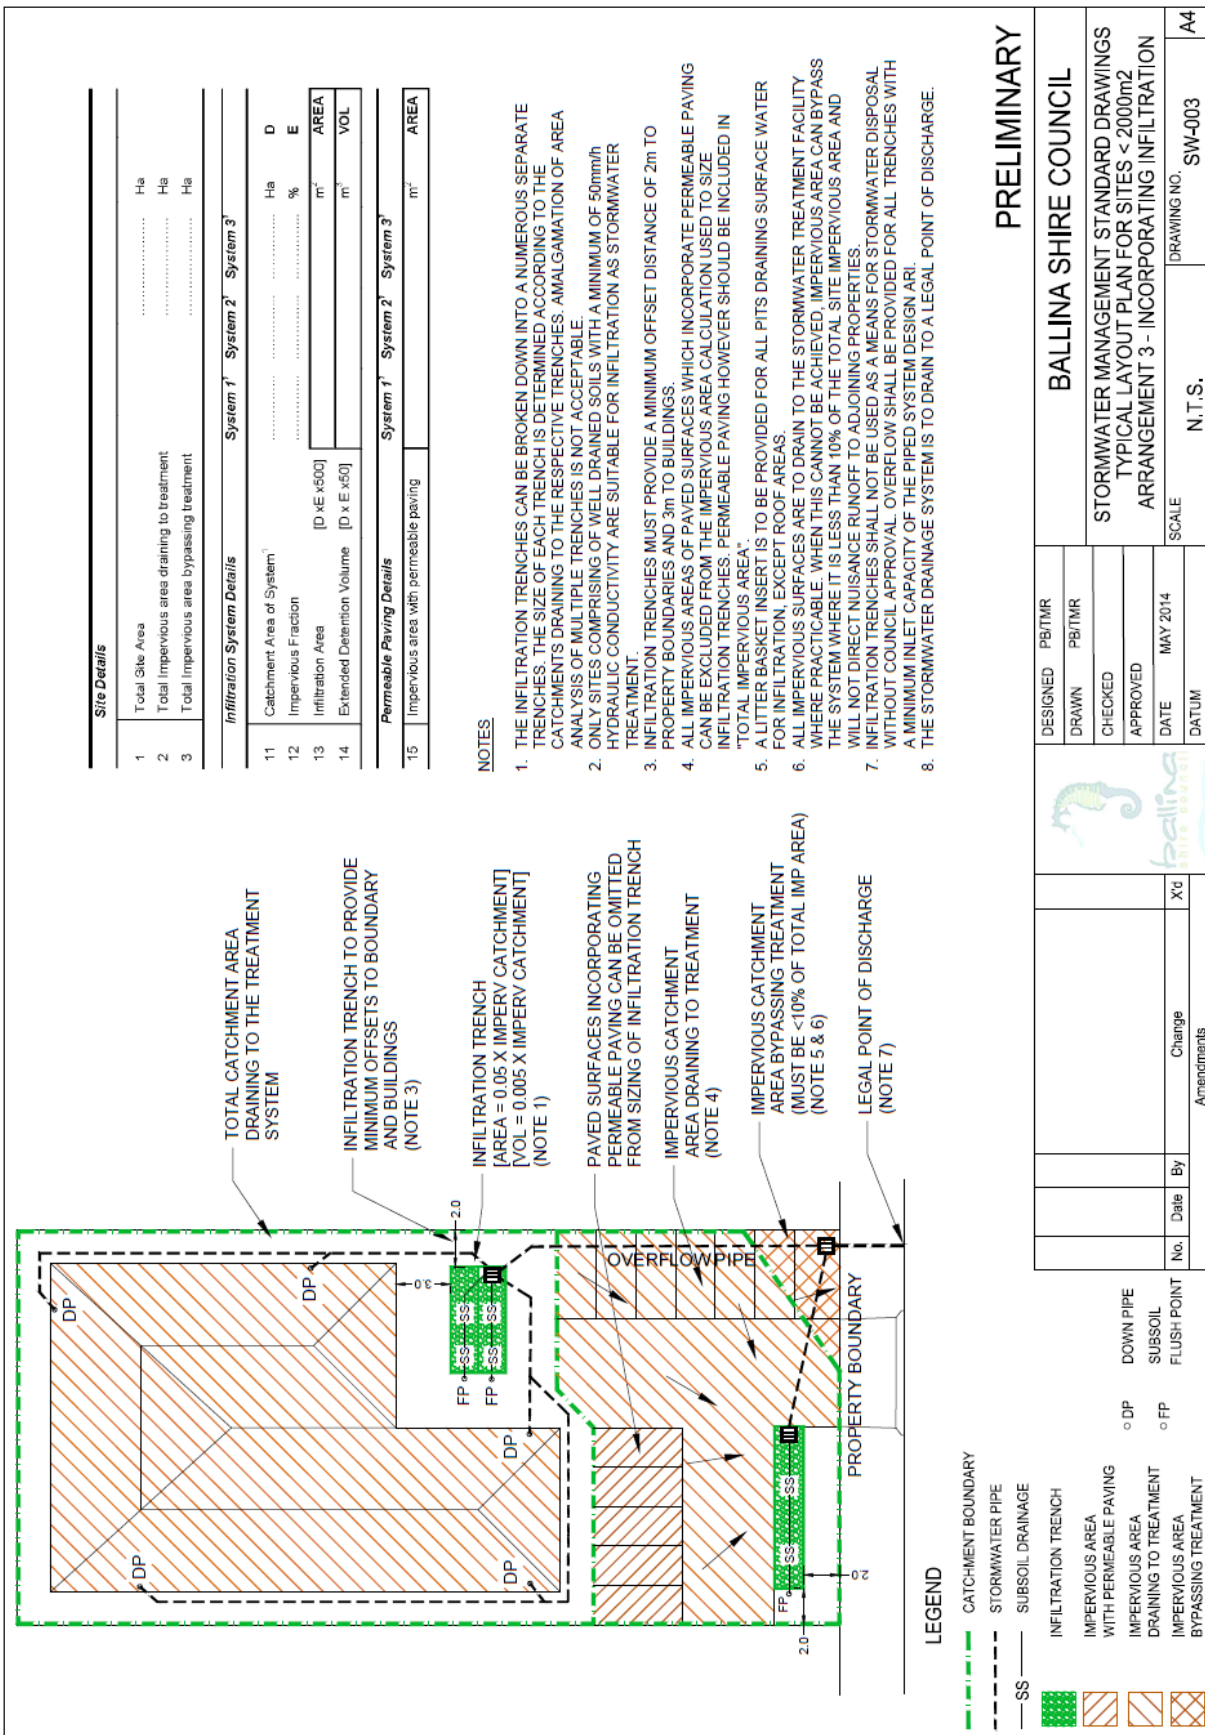 Site Details
1 Total Site Area .............. Ha
2 Total Impervious area draining to treatment .............. Ha
3 Total Impervious area bypassing treatment .............. Ha
Infiltration System Details System 1¹ System 2¹ System 3¹
11 Catchment Area of System¹ .............. .............. .............. Ha D
12 Impervious Fraction .............. .............. .............. % E
13 Infiltration Area [D x E x500] m² AREA
14 Extended Detention Volume [D x E x50] m³ VOL
Permeable Paving Details System 1¹ System 2¹ System 3¹
15 Impervious area with permeable paving m² AREA
NOTES
1. THE INFILTRATION TRENCHES CAN BE BROKEN DOWN INTO A NUMEROUS SEPARATE
TRENCHES. THE SIZE OF EACH TRENCH IS DETERMINED ACCORDING TO THE
CATCHMENTS DRAINING TO THE RESPECTIVE TRENCHES. AMALGAMATION OF AREA
ANALYSIS OF MULTIPLE TRENCHES IS NOT ACCEPTABLE.
2. ONLY SITES COMPRISING OF WELL DRAINED SOILS WITH A MINIMUM OF 50mm/h
HYDRAULIC CONDUCTIVITY ARE SUITABLE FOR INFILTRATION AS STORMWATER
TREATMENT.
3. INFILTRATION TRENCHES MUST PROVIDE A MINIMUM OFFSET DISTANCE OF 2m TO
PROPERTY BOUNDARIES AND 3m TO BUILDINGS.
4. ALL IMPERVIOUS AREAS OF PAVED SURFACES WHICH INCORPORATE PERMEABLE PAVING
CAN BE EXCLUDED FROM THE IMPERVIOUS AREA CALCULATION USED TO SIZE
INFILTRATION TRENCHES. PERMEABLE PAVING HOWEVER SHOULD BE INCLUDED IN
"TOTAL IMPERVIOUS AREA".
5. A LITTER BASKET INSERT IS TO BE PROVIDED FOR ALL PITS DRAINING SURFACE WATER
FOR INFILTRATION, EXCEPT ROOF AREAS.
6. ALL IMPERVIOUS SURFACES ARE TO DRAIN TO THE STORMWATER TREATMENT FACILITY
WHERE PRACTICABLE. WHEN THIS CANNOT BE ACHIEVED, IMPERVIOUS AREA CAN BYPASS
THE SYSTEM WHERE IT IS LESS THAN 10% OF THE TOTAL SITE IMPERVIOUS AREA AND
WILL NOT DIRECT NUISANCE RUNOFF TO ADJOINING PROPERTIES.
7. INFILTRATION TRENCHES SHALL NOT BE USED AS A MEANS FOR STORMWATER DISPOSAL
WITHOUT COUNCIL APPROVAL. OVERFLOW SHALL BE PROVIDED FOR ALL TRENCHES WITH
A MINIMUM INLET CAPACITY OF THE PIPED SYSTEM DESIGN ARI.
8. THE STORMWATER DRAINAGE SYSTEM IS TO DRAIN TO A LEGAL POINT OF DISCHARGE.
TOTAL CATCHMENT AREA
DRAINING TO THE TREATMENT
SYSTEM
INFILTRATION TRENCH TO PROVIDE
MINIMUM OFFSETS TO BOUNDARY
AND BUILDINGS
(NOTE 3)
INFILTRATION TRENCH
[AREA = 0.05 X IMPERV CATCHMENT]
[VOL = 0.005 X IMPERV CATCHMENT]
(NOTE 1)
PAVED SURFACES INCORPORATING
PERMEABLE PAVING CAN BE OMITTED
FROM SIZING OF INFILTRATION TRENCH
IMPERVIOUS CATCHMENT
AREA DRAINING TO TREATMENT
(NOTE 4)
IMPERVIOUS CATCHMENT
AREA BYPASSING TREATMENT
(MUST BE <10% OF TOTAL IMP AREA)
(NOTE 5 & 6)
LEGAL POINT OF DISCHARGE
(NOTE 7)
DP
DP
DP
DP
DP
3.0
2.0
FP SS SS
FP SS SS
OVERFLOW PIPE
FP SS SS
2.0
2.0
PROPERTY BOUNDARY
LEGEND
CATCHMENT BOUNDARY
STORMWATER PIPE
SS SUBSOIL DRAINAGE
INFILTRATION TRENCH
IMPERVIOUS AREA
WITH PERMEABLE PAVING
IMPERVIOUS AREA
DRAINING TO TREATMENT
IMPERVIOUS AREA
BYPASSING TREATMENT
○ DP DOWN PIPE
○ FP SUBSOIL
FLUSH POINT
PRELIMINARY
No. Date By Change X'd
Amendments
ballina
shire council
DESIGNED PB/TMR
DRAWN PB/TMR
CHECKED
APPROVED
DATE MAY 2014
DATUM
BALLINA SHIRE COUNCIL
STORMWATER MANAGEMENT STANDARD DRAWINGS
TYPICAL LAYOUT PLAN FOR SITES < 2000m2
ARRANGEMENT 3 - INCORPORATING INFILTRATION
SCALE N.T.S.
DRAWING NO. SW-003
A4